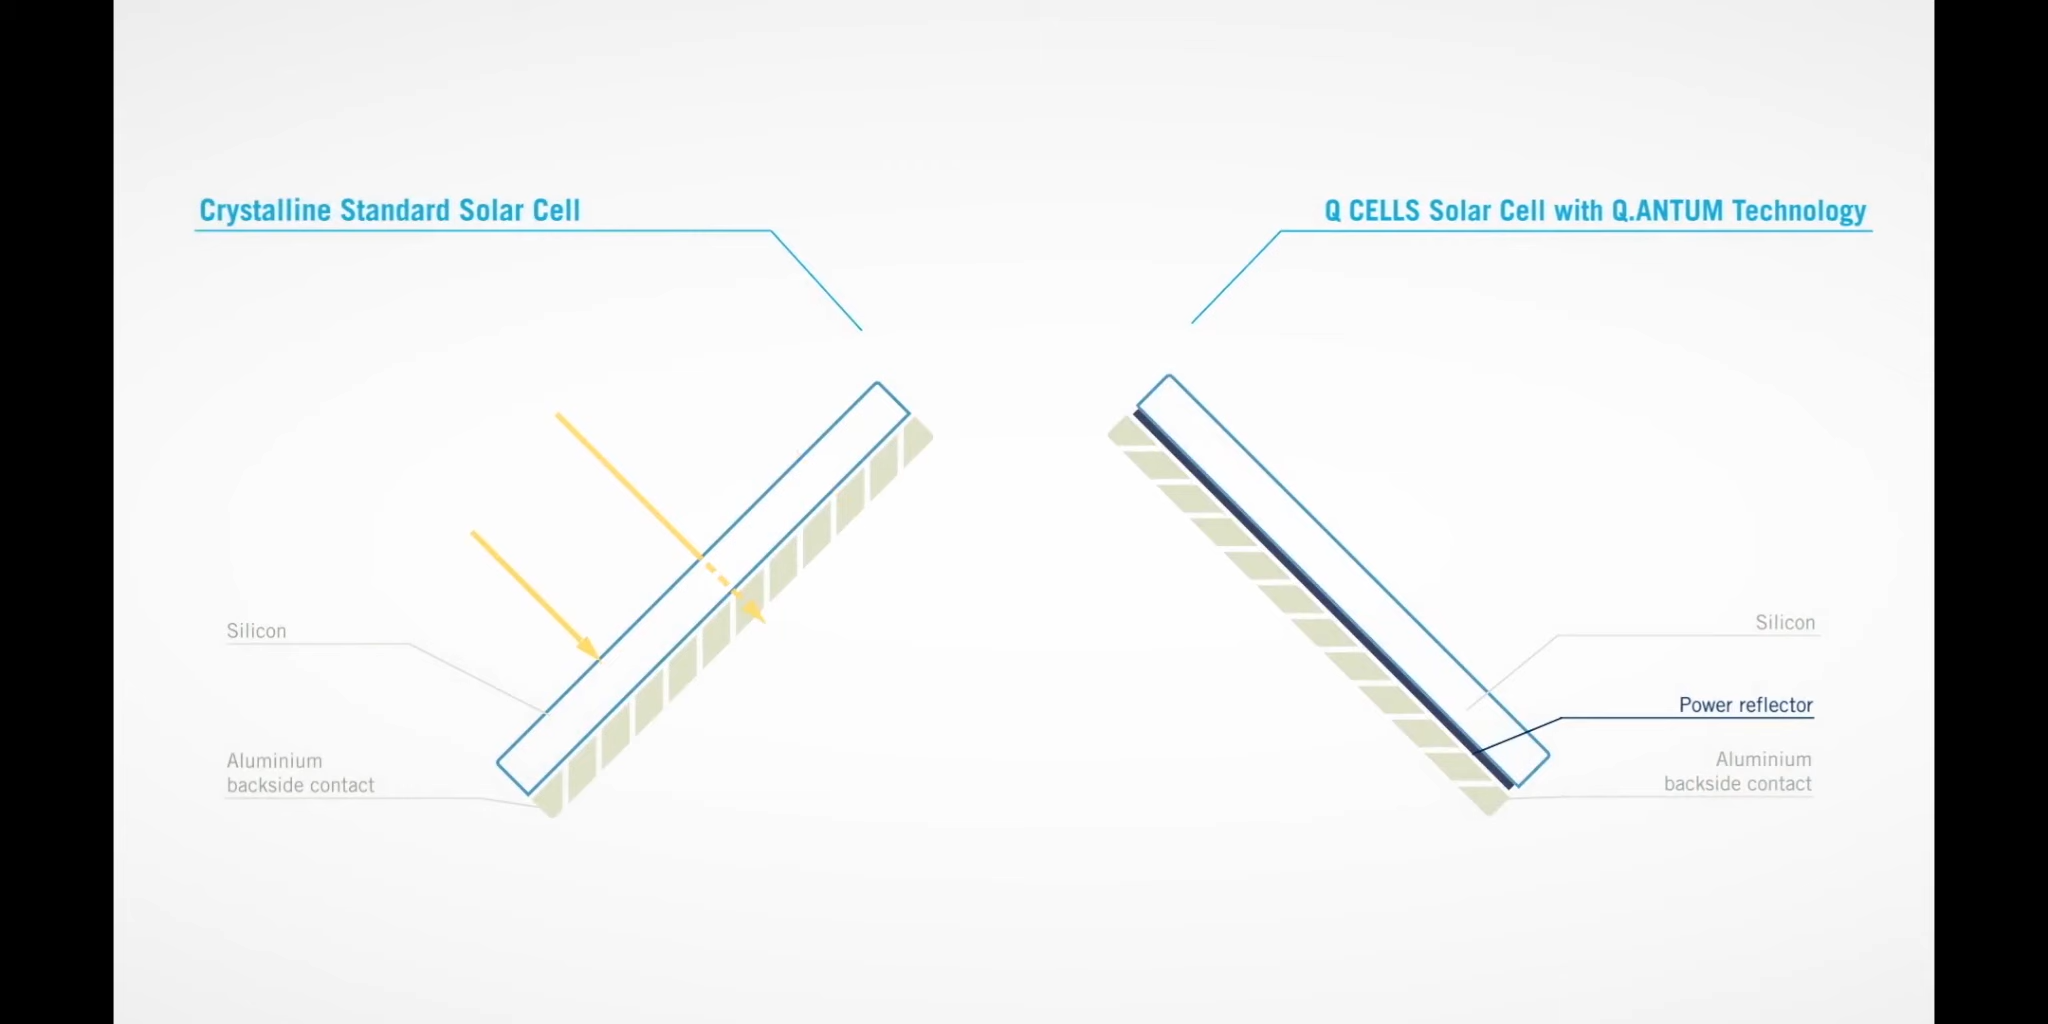 Crystalline Standard Solar Cell
Q CELLS Solar Cell with Q.ANTUM Technology
Silicon
Aluminium
backside contact
Silicon
Power reflector
Aluminium
backside contact